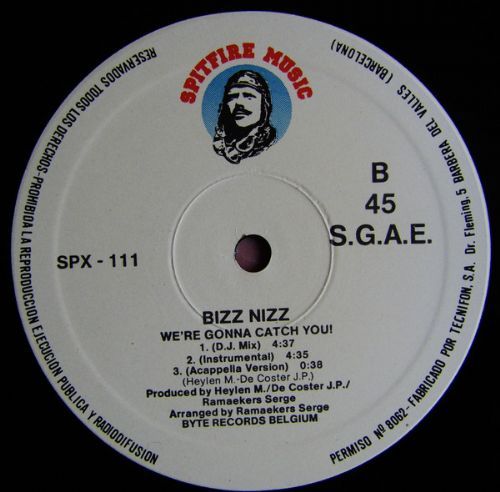 SPITFIRE MUSIC
B
45
S.G.A.E.
SPX - 111
BIZZ NIZZ
WE'RE GONNA CATCH YOU!
1. (D.J. Mix) 4:37
2. (Instrumental) 4:35
3. (Acappella Version) 0:38
(Heylen M.-De Coster J.P.)
Produced by Heylen M./De Coster J.P./
Ramaekers Serge
Arranged by Ramaekers Serge
BYTE RECORDS BELGIUM
RESERVADOS TODOS LOS DERECHOS-PROHIBIDA LA REPRODUCCION EJECUCION PUBLICA Y RADIODIFUSION
PERMISO Nº 8062-FABRICADO POR TECNIFON, S.A. Dr. Fleming, 5 BARBERA DEL VALLES (BARCELONA)